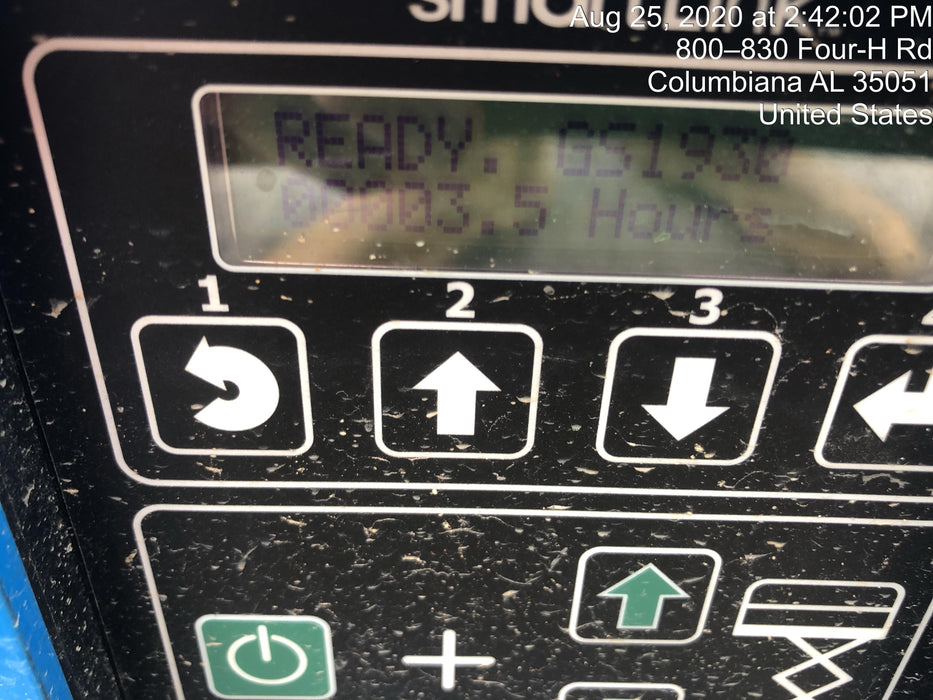 Aug 25, 2020 at 2:42:02 PM
800–830 Four-H Rd
Columbiana AL 35051
United States
READY. GS1930
00003.5 Hours
1 2 3